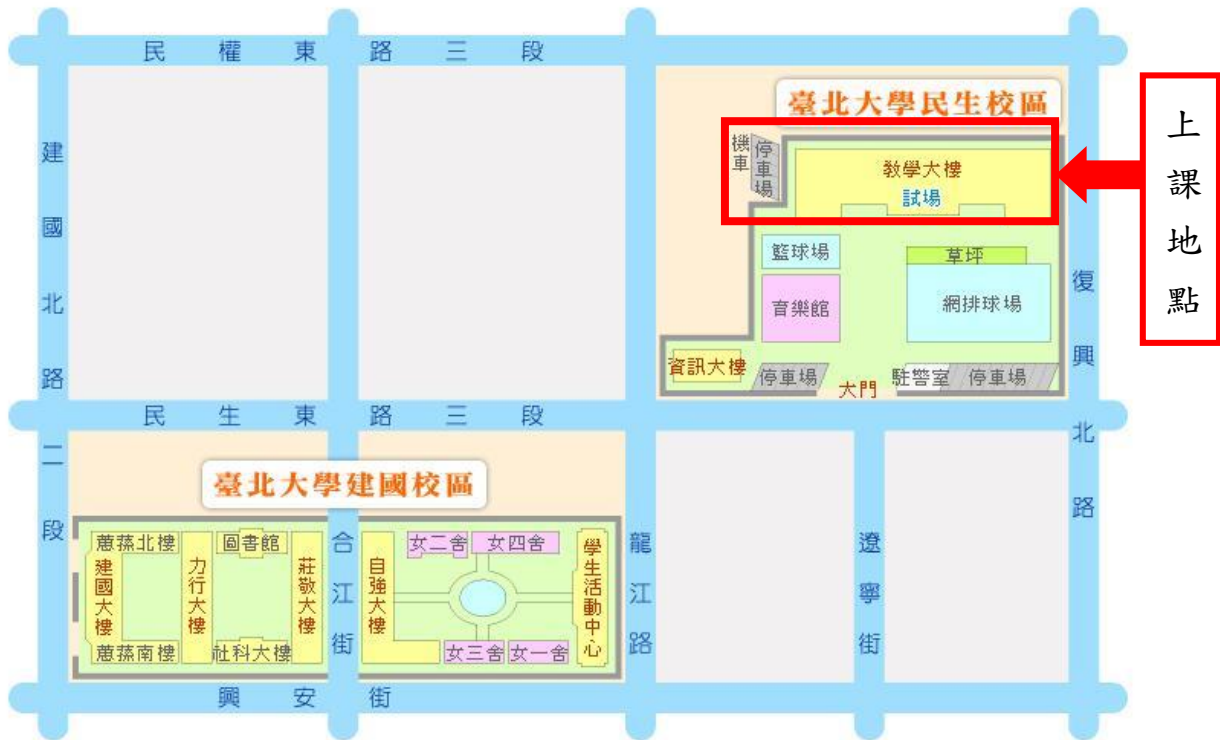 民權東路三段
建國北路二段
臺北大學民生校區
機車
停車場
教學大樓
試場
上課地點
籃球場
草坪
育樂館
網排球場
復興北路
資訊大樓
停車場
大門
駐警室
停車場
民生東路三段
臺北大學建國校區
蕙蓀北樓
圖書館
女二舍
女四舍
建國大樓
力行大樓
莊敬大樓
合江街
自強大樓
學生活動中心
龍江路
遼寧街
蕙蓀南樓
社科大樓
女三舍
女一舍
興安街